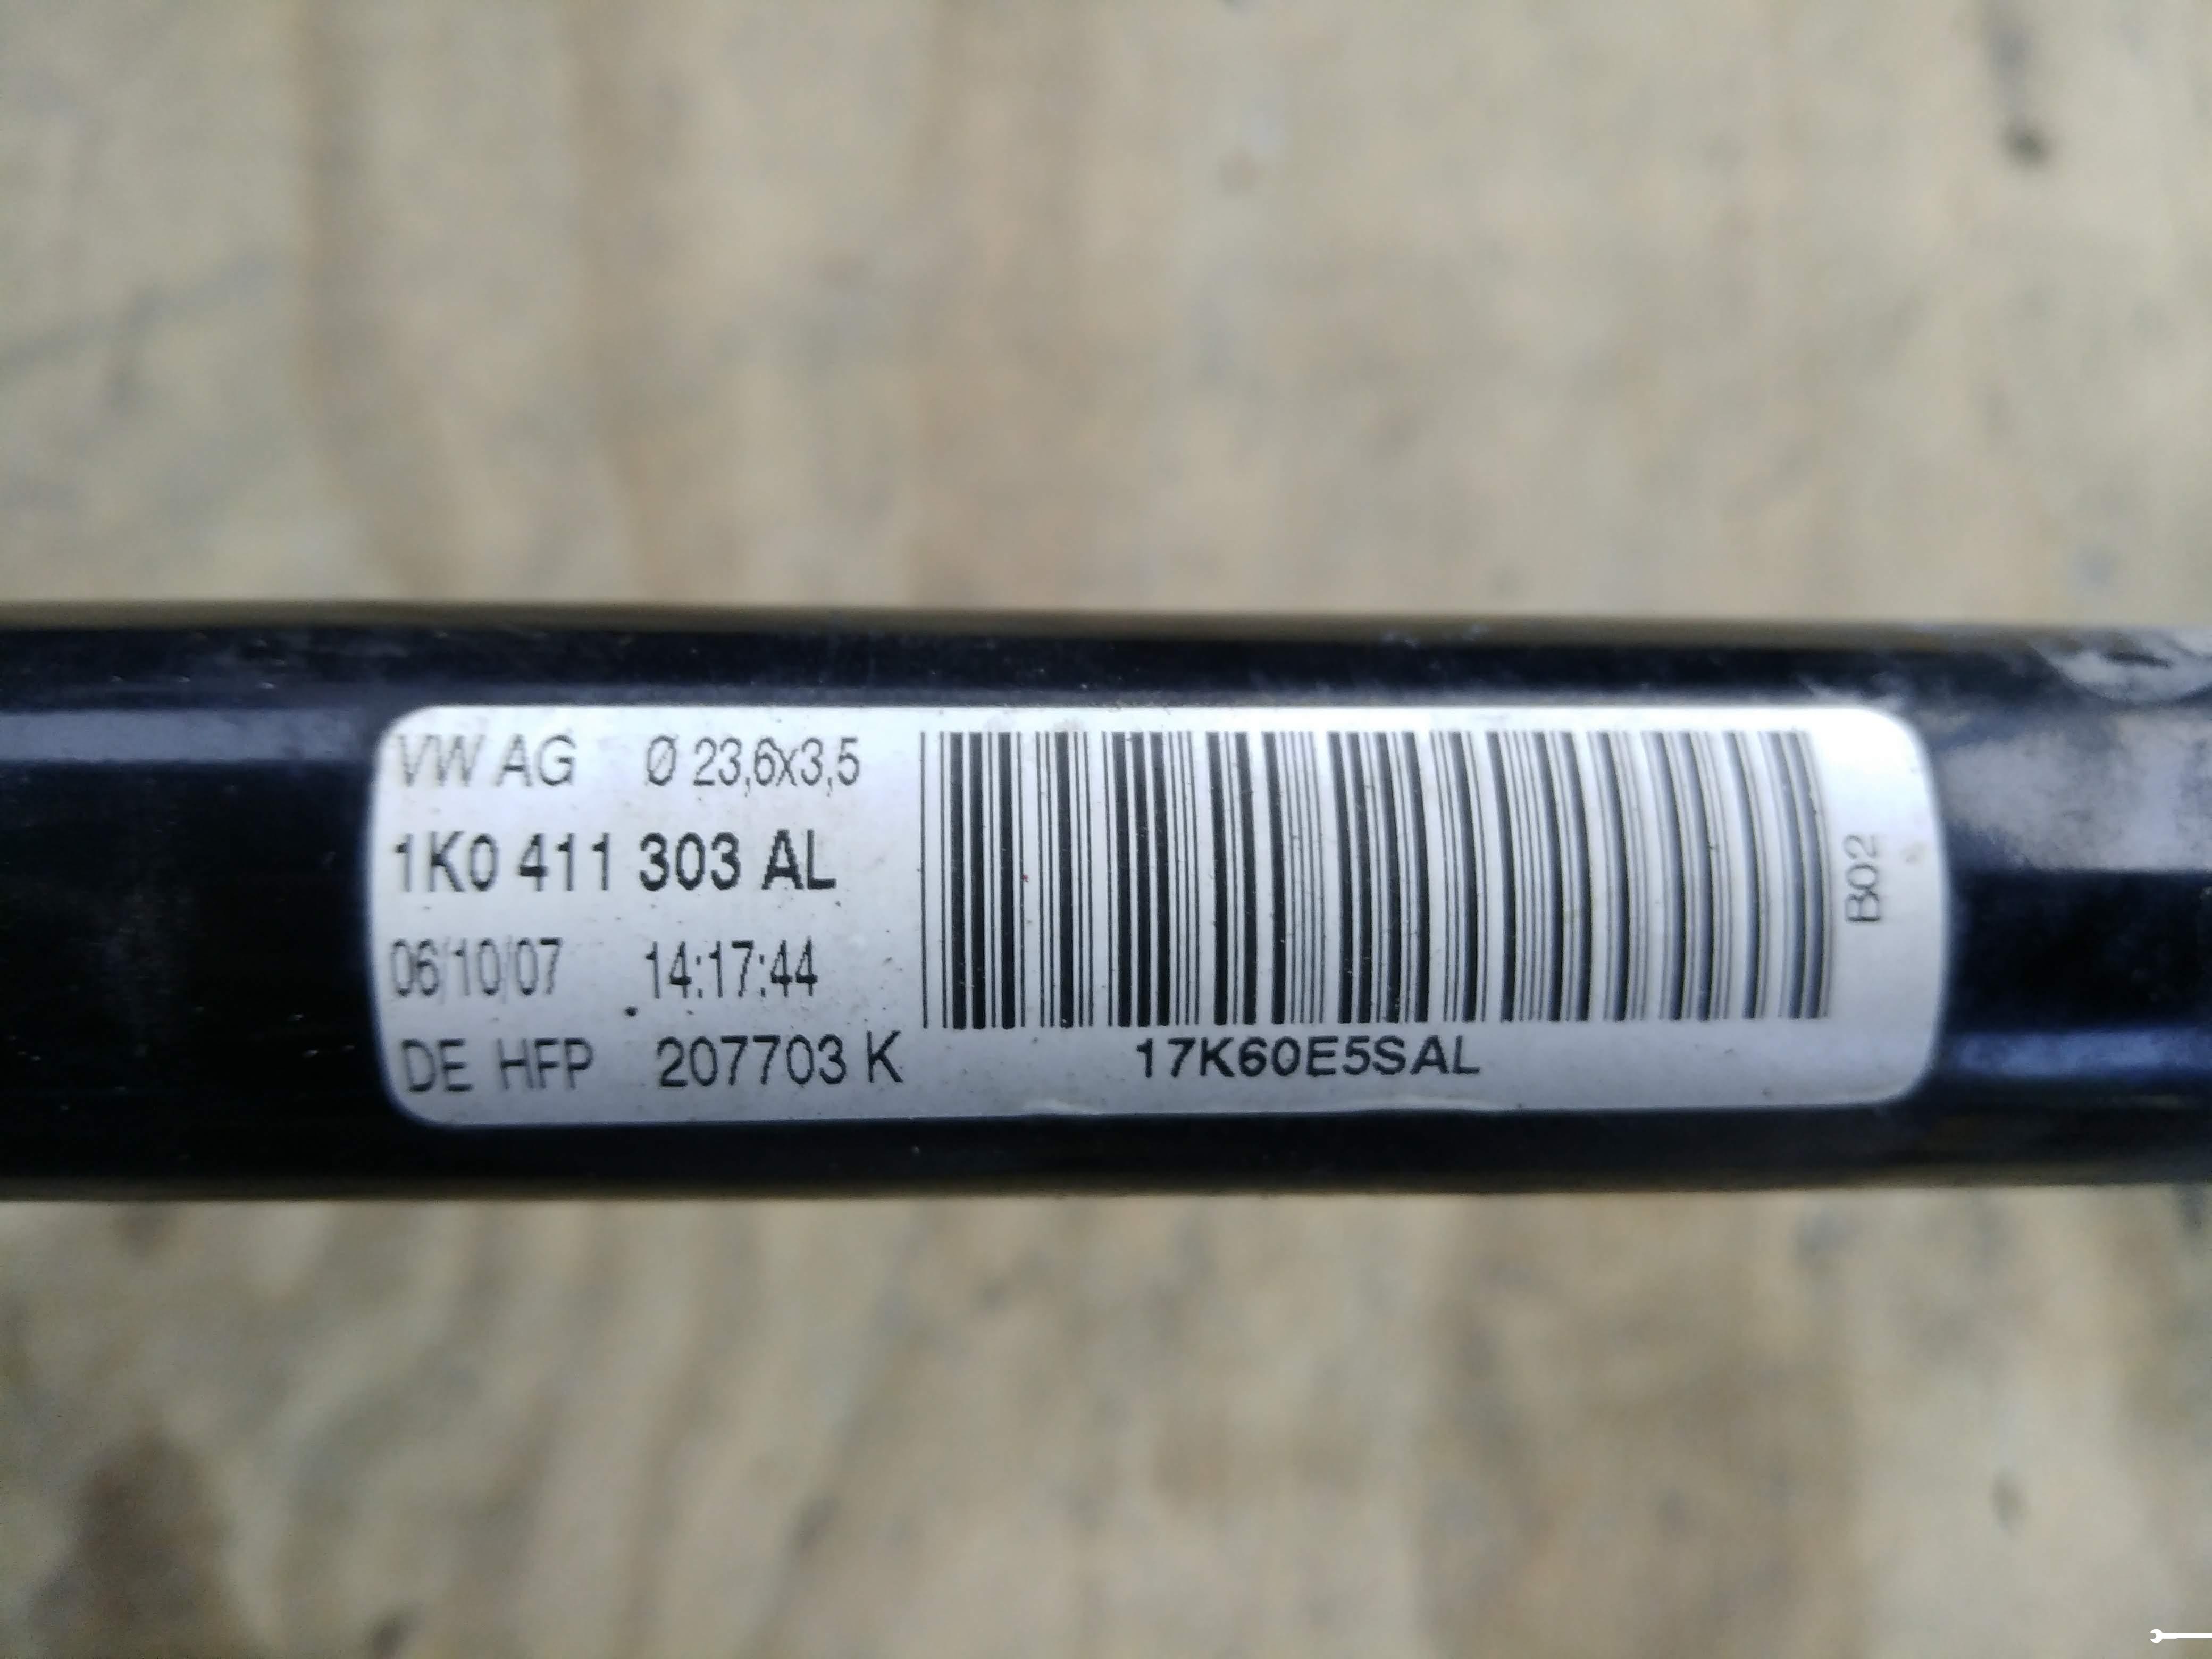 VW AG Ø 23,6x3,5
1K0 411 303 AL
06/10/07 14:17:44
DE HFP 207703 K
17K60E5SAL
B02